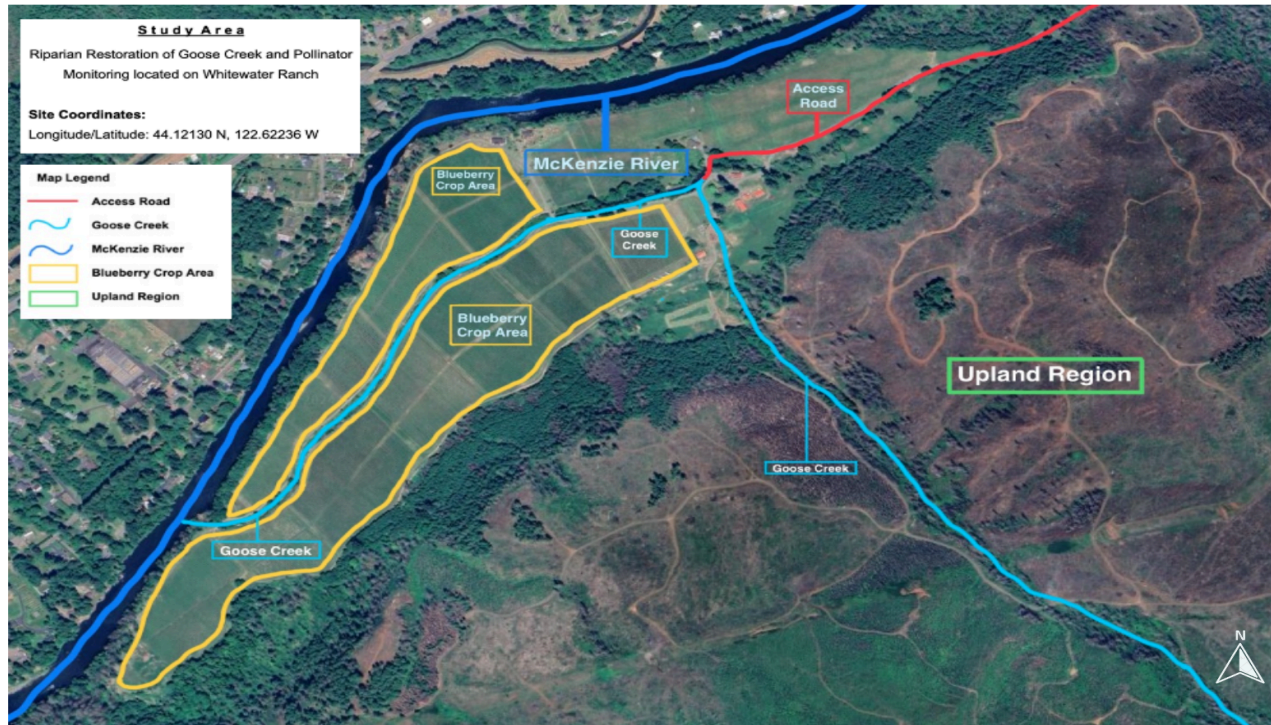 Study Area
Riparian Restoration of Goose Creek and Pollinator
Monitoring located on Whitewater Ranch
Site Coordinates:
Longitude/Latitude: 44.12130 N, 122.62236 W
Map Legend
Access Road
Goose Creek
McKenzie River
Blueberry Crop Area
Upland Region
Access
Road
McKenzie River
Blueberry
Crop Area
Goose
Creek
Blueberry
Crop Area
Upland Region
Goose Creek
Goose Creek
N